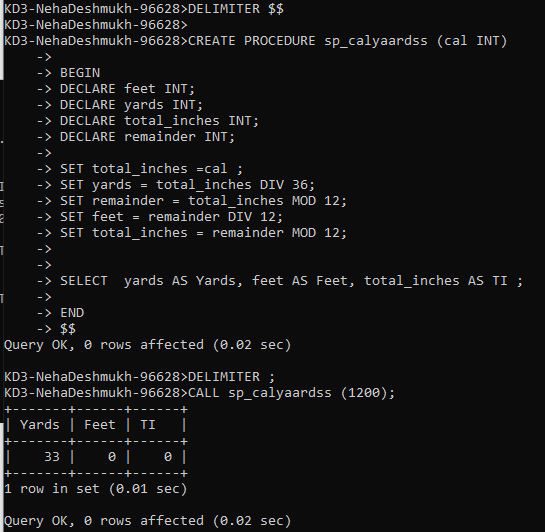 KD3-NehaDeshmukh-96628>DELIMITER $$
KD3-NehaDeshmukh-96628>
KD3-NehaDeshmukh-96628>CREATE PROCEDURE sp_calyaardss (cal INT)
    ->
    -> BEGIN
    -> DECLARE feet INT;
    -> DECLARE yards INT;
    -> DECLARE total_inches INT;
    -> DECLARE remainder INT;
    ->
    -> SET total_inches =cal ;
    -> SET yards = total_inches DIV 36;
    -> SET remainder = total_inches MOD 12;
    -> SET feet = remainder DIV 12;
    -> SET total_inches = remainder MOD 12;
    ->
    ->
    -> SELECT  yards AS Yards, feet AS Feet, total_inches AS TI ;
    ->
    -> END
    -> $$
Query OK, 0 rows affected (0.02 sec)

KD3-NehaDeshmukh-96628>DELIMITER ;
KD3-NehaDeshmukh-96628>CALL sp_calyaardss (1200);
+-------+------+------+
| Yards | Feet | TI   |
+-------+------+------+
|    33 |    0 |    0 |
+-------+------+------+
1 row in set (0.01 sec)

Query OK, 0 rows affected (0.02 sec)